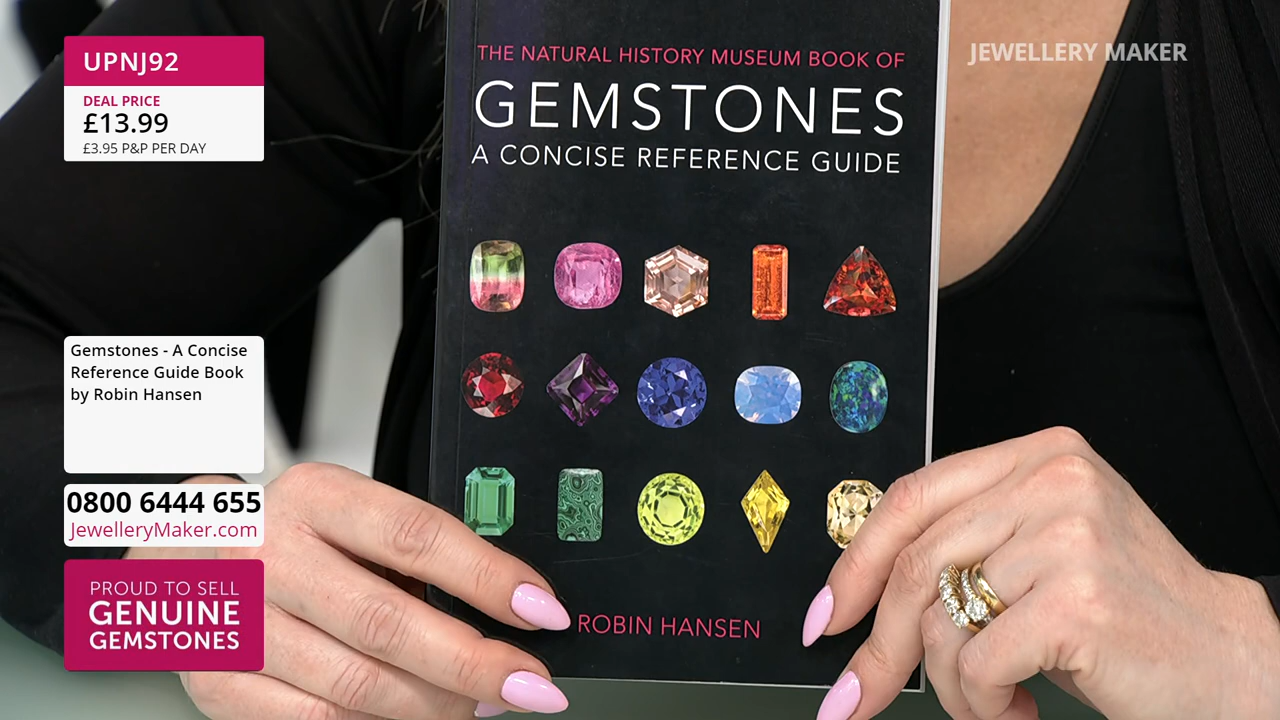 UPNJ92
DEAL PRICE
£13.99
£3.95 P&P PER DAY
Gemstones - A Concise
Reference Guide Book
by Robin Hansen
0800 6444 655
JewelleryMaker.com
PROUD TO SELL
GENUINE
GEMSTONES
THE NATURAL HISTORY MUSEUM BOOK OF
GEMSTONES
A CONCISE REFERENCE GUIDE
ROBIN HANSEN
JEWELLERY MAKER